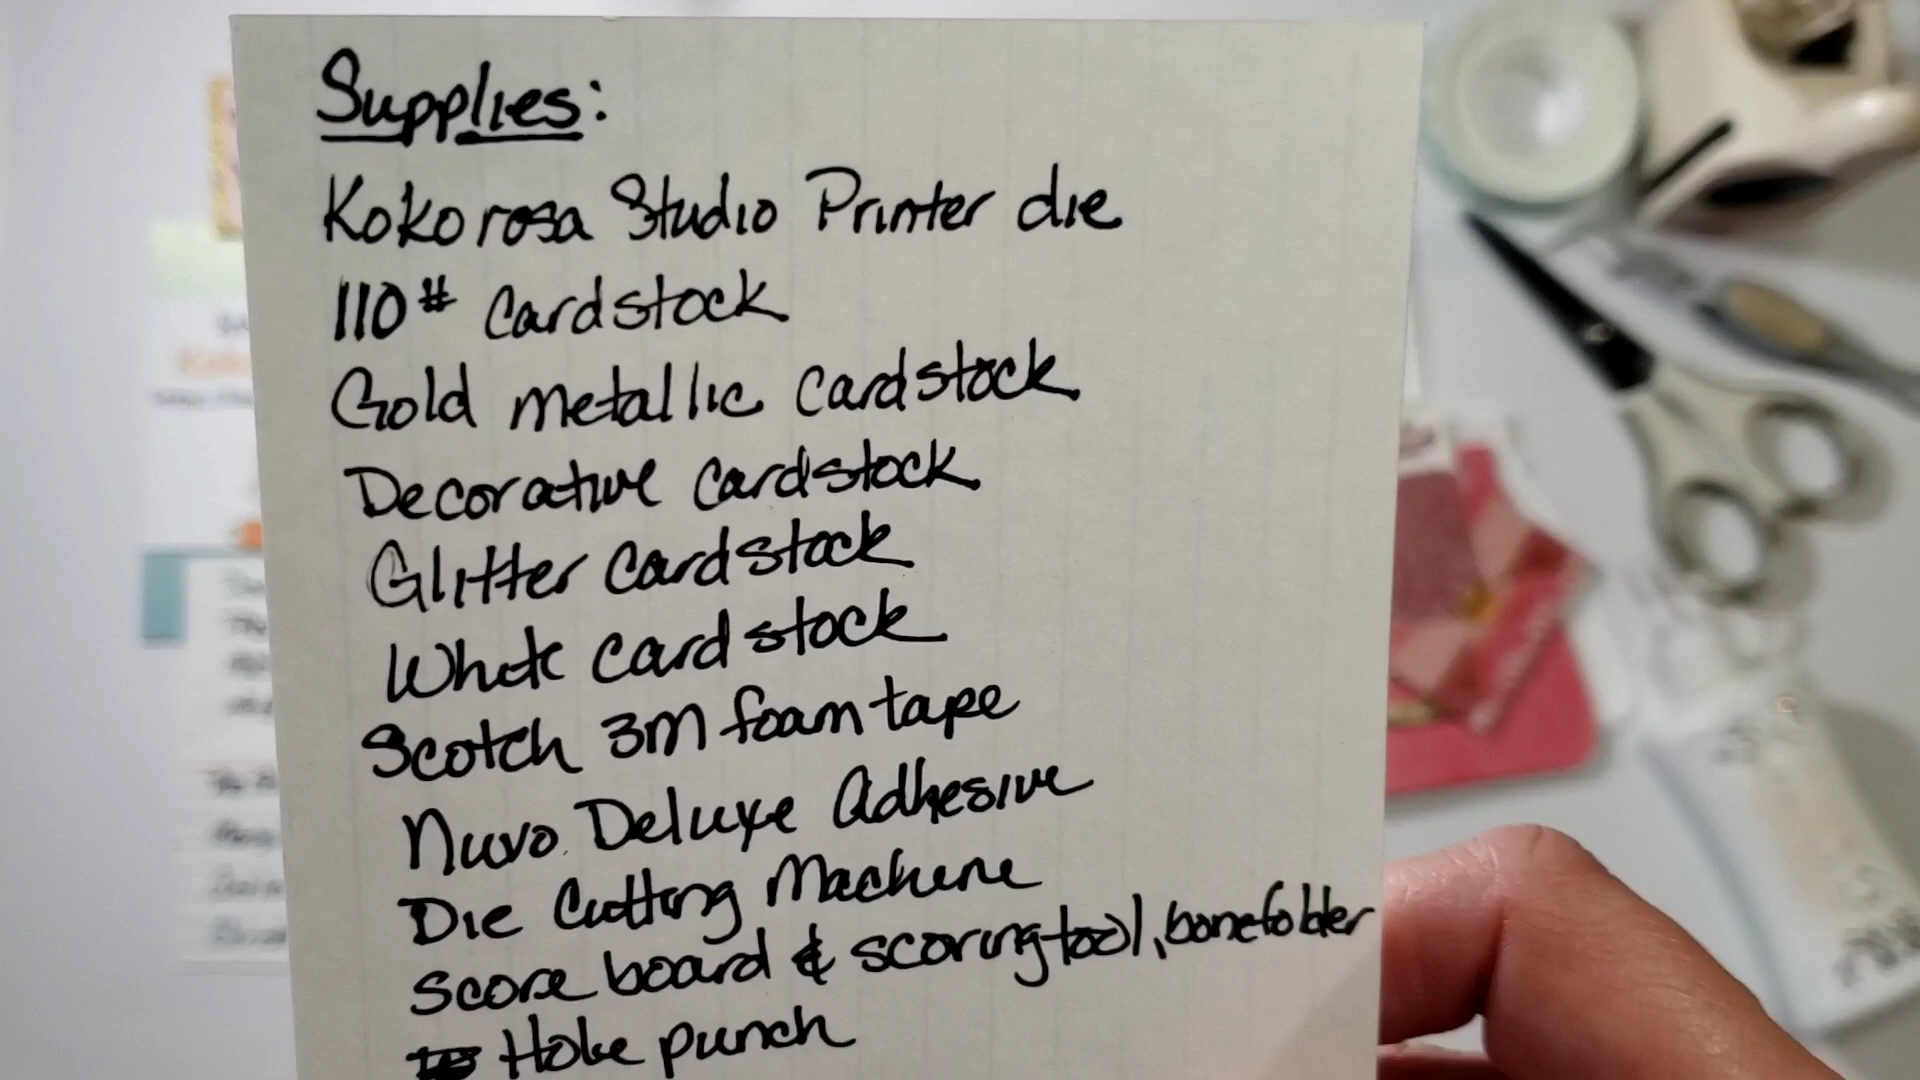 Supplies:
Kokorosa Studio Printer die
110# Cardstock
Gold metallic Cardstock
Decorative Cardstock
Glitter Cardstock
White Cardstock
Scotch 3M foam tape
Nuvo Deluxe Adhesive
Die Cutting Machine
Score board & scoring tool, bonefolder
Hole punch